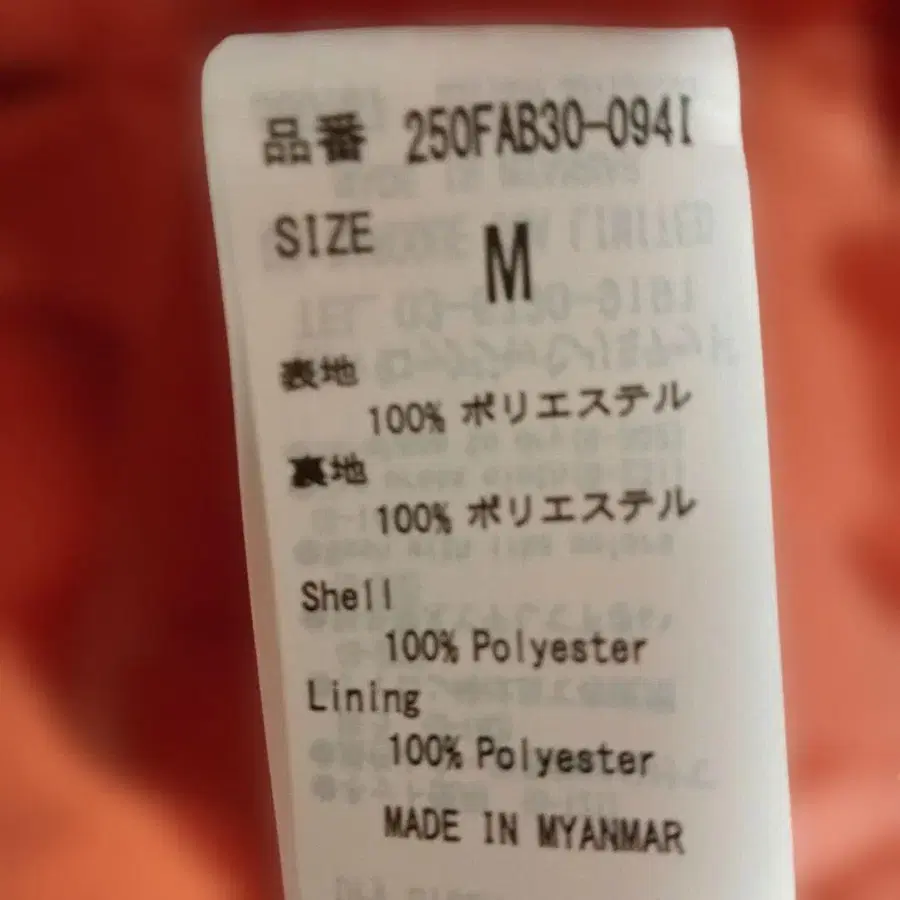 品番 250FAB30-094I
SIZE M
表地
100% ポリエステル
裏地
100% ポリエステル
Shell
100% Polyester
Lining
100% Polyester
MADE IN MYANMAR